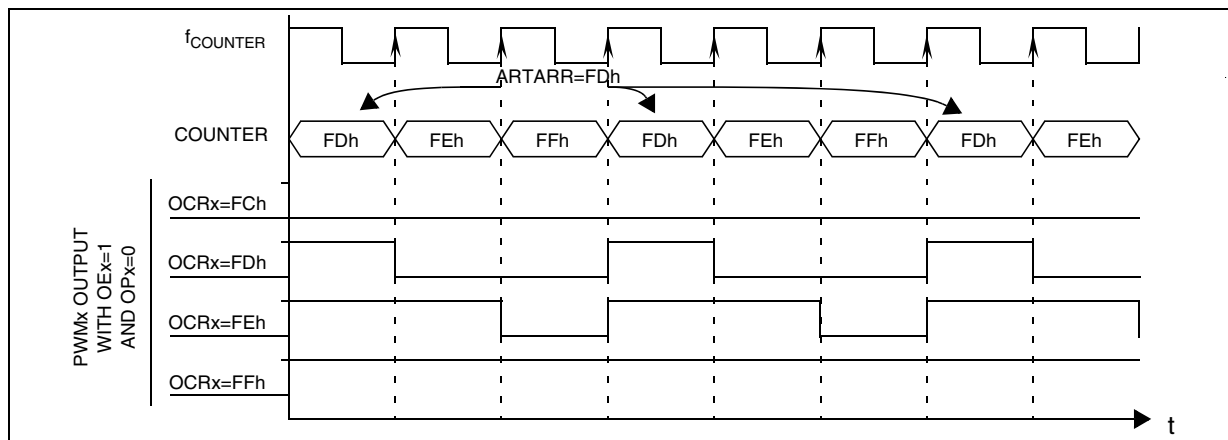 fCOUNTER
ARTARR=FDh
COUNTER
FDh FEh FFh FDh FEh FFh FDh FEh
PWMx OUTPUT
WITH OEx=1
AND OPx=0
OCRx=FCh
OCRx=FDh
OCRx=FEh
OCRx=FFh
t